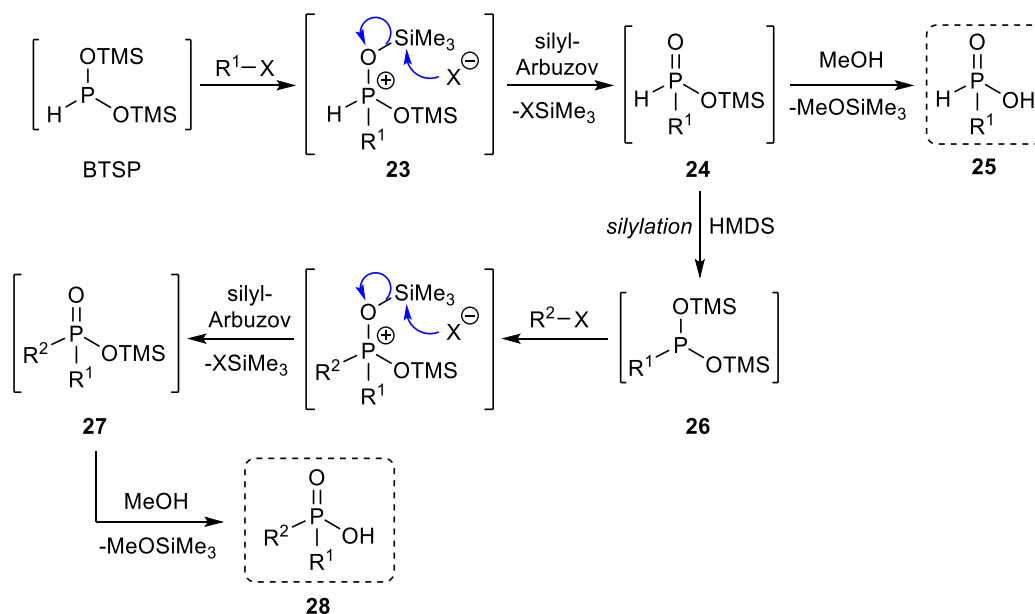 OTMS
H P OTMS
BTSP
R¹–X
SiMe₃
O X⊖
P⊕
H OTMS
R¹
23
silyl-
Arbuzov
-XSiMe₃
O
H P OTMS
R¹
24
MeOH
-MeOSiMe₃
O
H P OH
R¹
25
silylation HMDS
OTMS
R¹ P OTMS
26
R²–X
SiMe₃
O X⊖
P⊕
R² OTMS
R¹
silyl-
Arbuzov
-XSiMe₃
O
R² P OTMS
R¹
27
MeOH
-MeOSiMe₃
O
R² P OH
R¹
28